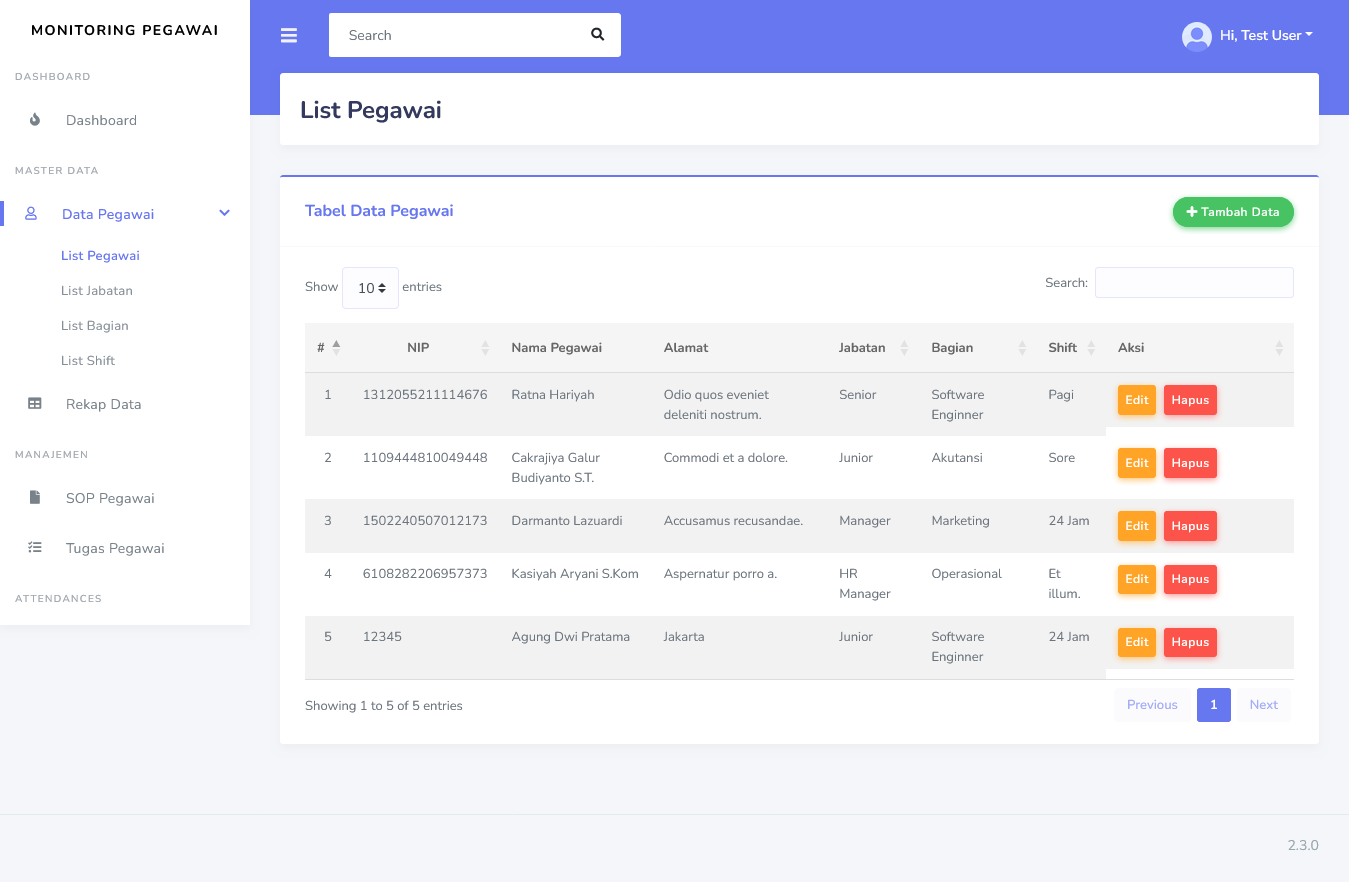 MONITORING PEGAWAI
Search
Hi, Test User
DASHBOARD
Dashboard
MASTER DATA
Data Pegawai
List Pegawai
List Jabatan
List Bagian
List Shift
Rekap Data
MANAJEMEN
SOP Pegawai
Tugas Pegawai
ATTENDANCES
List Pegawai
Tabel Data Pegawai
Tambah Data
Show 10 entries
Search:
# NIP Nama Pegawai Alamat Jabatan Bagian Shift Aksi
1 1312055211114676 Ratna Hariyah Odio quos eveniet Senior Software Pagi Edit Hapus
deleniti nostrum. Enginner
2 1109444810049448 Cakrajiya Galur Commodi et a dolore. Junior Akutansi Sore Edit Hapus
Budiyanto S.T.
3 1502240507012173 Darmanto Lazuardi Accusamus recusandae. Manager Marketing 24 Jam Edit Hapus
4 6108282206957373 Kasiyah Aryani S.Kom Aspernatur porro a. HR Operasional Et Edit Hapus
Manager illum.
5 12345 Agung Dwi Pratama Jakarta Junior Software 24 Jam Edit Hapus
Enginner
Showing 1 to 5 of 5 entries
Previous 1 Next
2.3.0